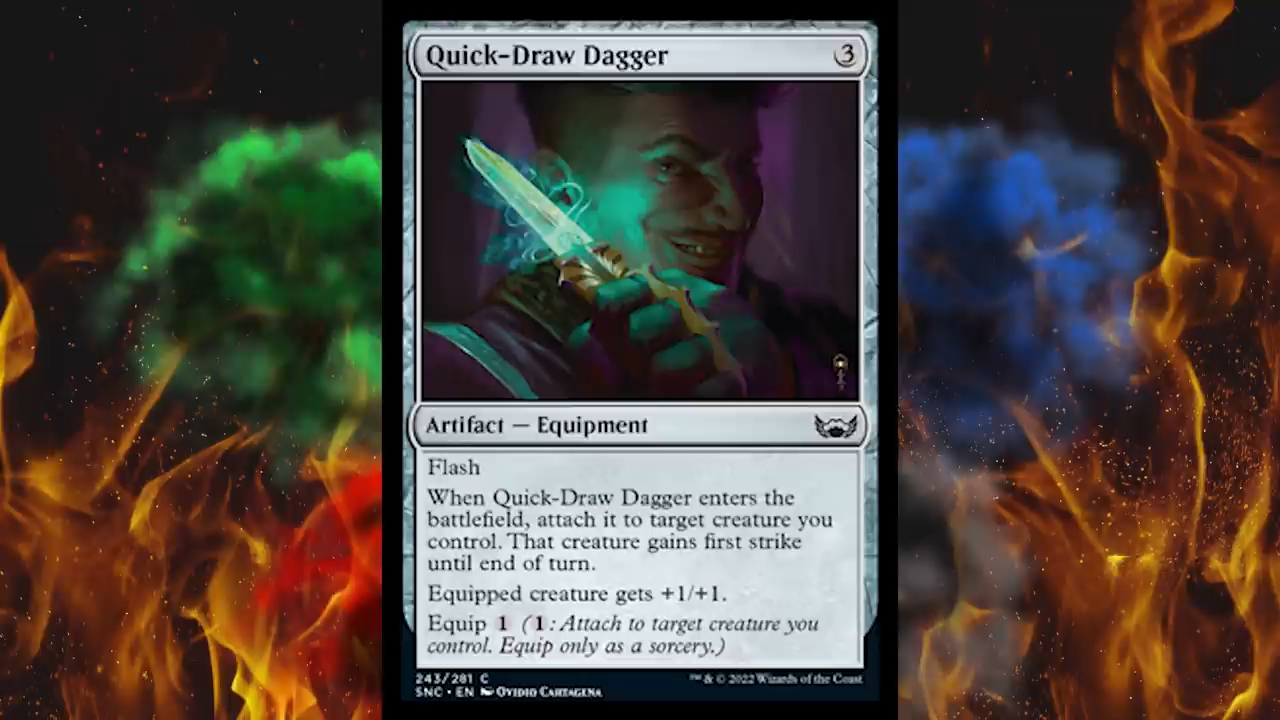 Quick-Draw Dagger 3
Artifact — Equipment
Flash
When Quick-Draw Dagger enters the
battlefield, attach it to target creature you
control. That creature gains first strike
until end of turn.
Equipped creature gets +1/+1.
Equip 1 (1: Attach to target creature you
control. Equip only as a sorcery.)
243/281 C
SNC • EN Ovidio Cartagena
™ & © 2022 Wizards of the Coast